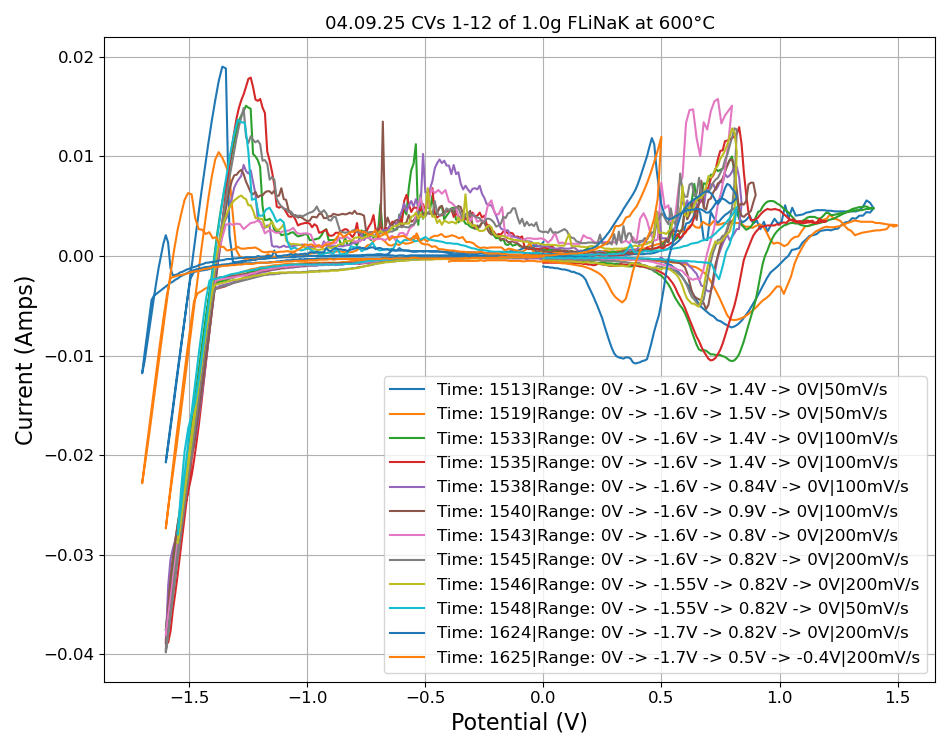 04.09.25 CVs 1-12 of 1.0g FLiNaK at 600°C
0.02
0.01
0.00
−0.01
−0.02
−0.03
−0.04
Current (Amps)
Time: 1513|Range: 0V -> -1.6V -> 1.4V -> 0V|50mV/s
Time: 1519|Range: 0V -> -1.6V -> 1.5V -> 0V|50mV/s
Time: 1533|Range: 0V -> -1.6V -> 1.4V -> 0V|100mV/s
Time: 1535|Range: 0V -> -1.6V -> 1.4V -> 0V|100mV/s
Time: 1538|Range: 0V -> -1.6V -> 0.84V -> 0V|100mV/s
Time: 1540|Range: 0V -> -1.6V -> 0.9V -> 0V|100mV/s
Time: 1543|Range: 0V -> -1.6V -> 0.8V -> 0V|200mV/s
Time: 1545|Range: 0V -> -1.6V -> 0.82V -> 0V|200mV/s
Time: 1546|Range: 0V -> -1.55V -> 0.82V -> 0V|200mV/s
Time: 1548|Range: 0V -> -1.55V -> 0.82V -> 0V|50mV/s
Time: 1624|Range: 0V -> -1.7V -> 0.82V -> 0V|200mV/s
Time: 1625|Range: 0V -> -1.7V -> 0.5V -> -0.4V|200mV/s
−1.5 −1.0 −0.5 0.0 0.5 1.0 1.5
Potential (V)